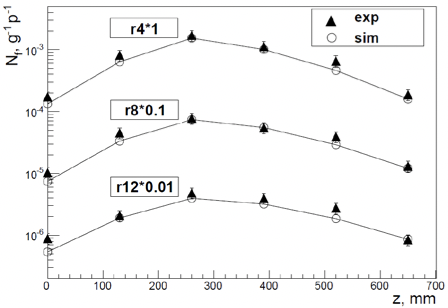 r4*1
exp
sim
r8*0.1
r12*0.01
N_f, g^-1 p^-1
10^-3
10^-4
10^-5
10^-6
0 100 200 300 400 500 600 700
z, mm